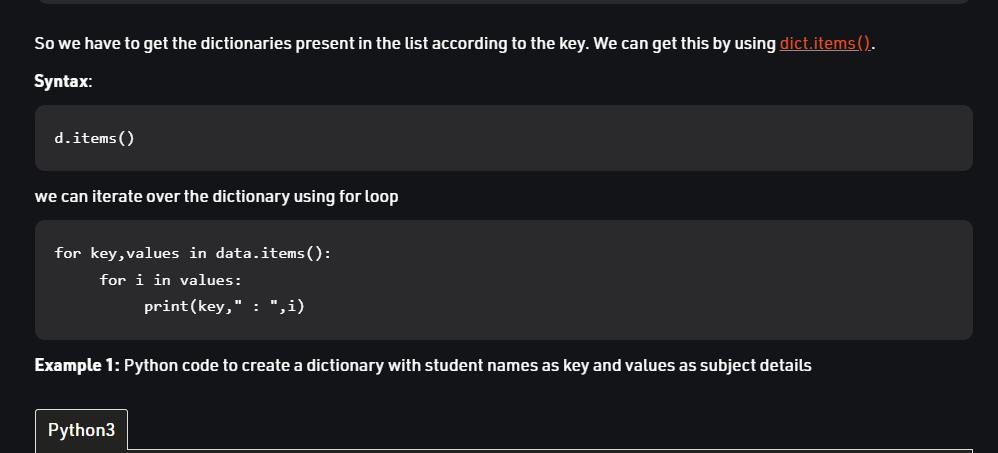 So we have to get the dictionaries present in the list according to the key. We can get this by using dict.items().
Syntax:
d.items()
we can iterate over the dictionary using for loop
for key,values in data.items():
     for i in values:
          print(key," : ",i)
Example 1: Python code to create a dictionary with student names as key and values as subject details
Python3